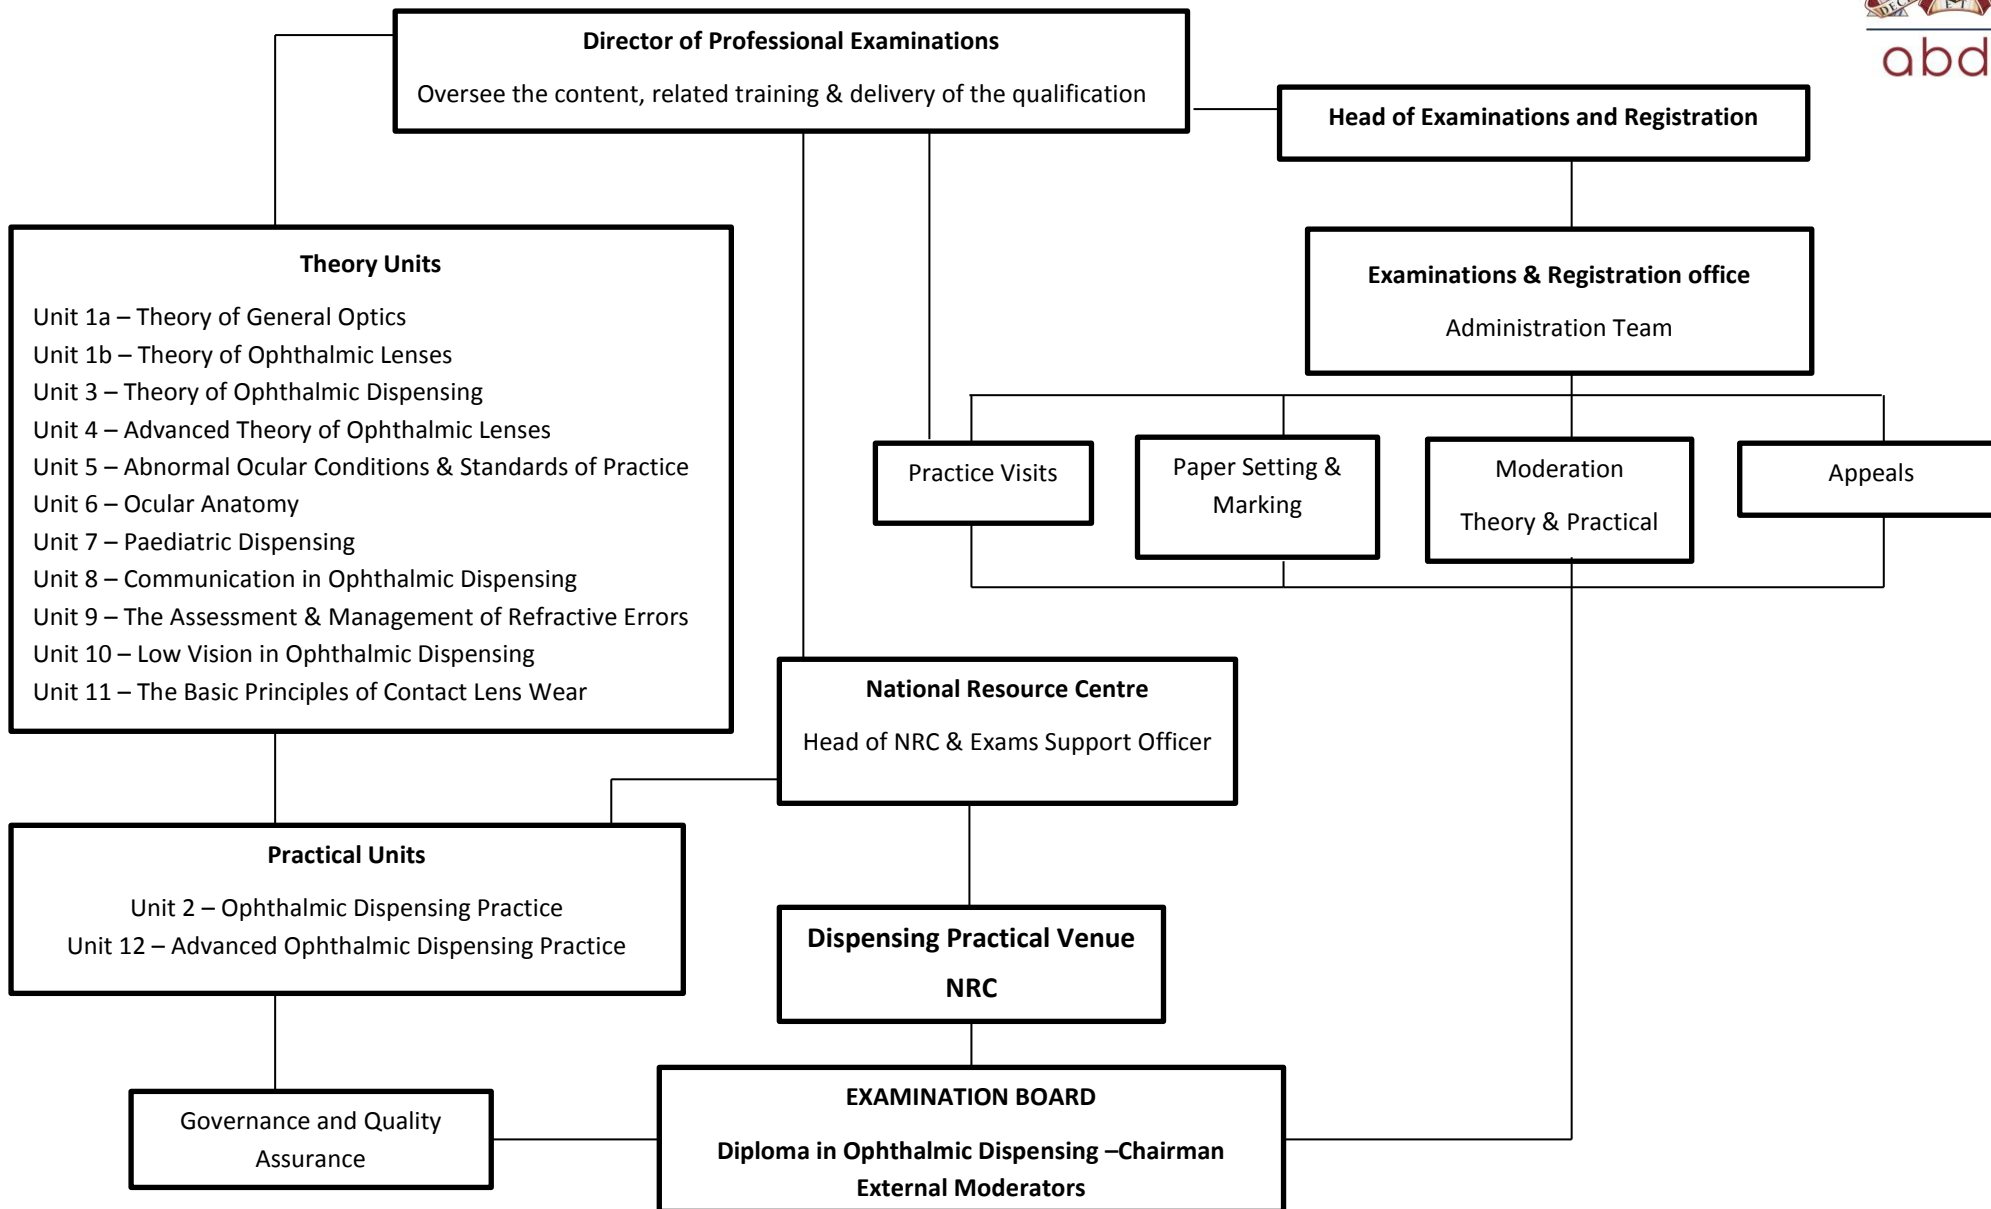 abd
Director of Professional Examinations
Oversee the content, related training & delivery of the qualification
Head of Examinations and Registration
Theory Units
Unit 1a – Theory of General Optics
Unit 1b – Theory of Ophthalmic Lenses
Unit 3 – Theory of Ophthalmic Dispensing
Unit 4 – Advanced Theory of Ophthalmic Lenses
Unit 5 – Abnormal Ocular Conditions & Standards of Practice
Unit 6 – Ocular Anatomy
Unit 7 – Paediatric Dispensing
Unit 8 – Communication in Ophthalmic Dispensing
Unit 9 – The Assessment & Management of Refractive Errors
Unit 10 – Low Vision in Ophthalmic Dispensing
Unit 11 – The Basic Principles of Contact Lens Wear
Examinations & Registration office
Administration Team
Practice Visits
Paper Setting &
Marking
Moderation
Theory & Practical
Appeals
National Resource Centre
Head of NRC & Exams Support Officer
Practical Units
Unit 2 – Ophthalmic Dispensing Practice
Unit 12 – Advanced Ophthalmic Dispensing Practice
Dispensing Practical Venue
NRC
Governance and Quality
Assurance
EXAMINATION BOARD
Diploma in Ophthalmic Dispensing –Chairman
External Moderators